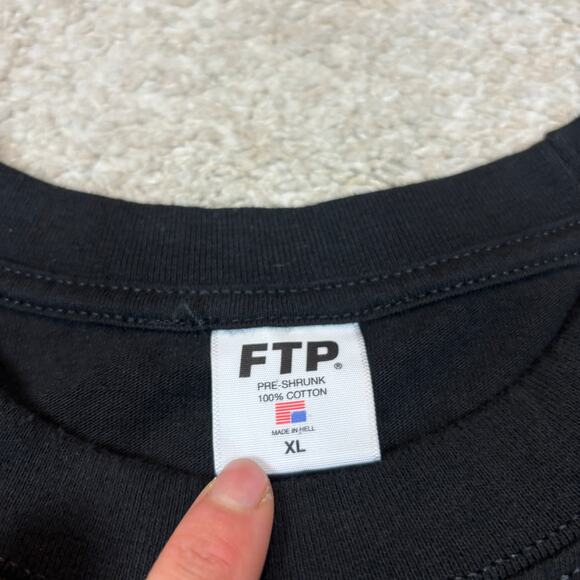 FTP®
PRE-SHRUNK
100% COTTON
MADE IN HELL
XL